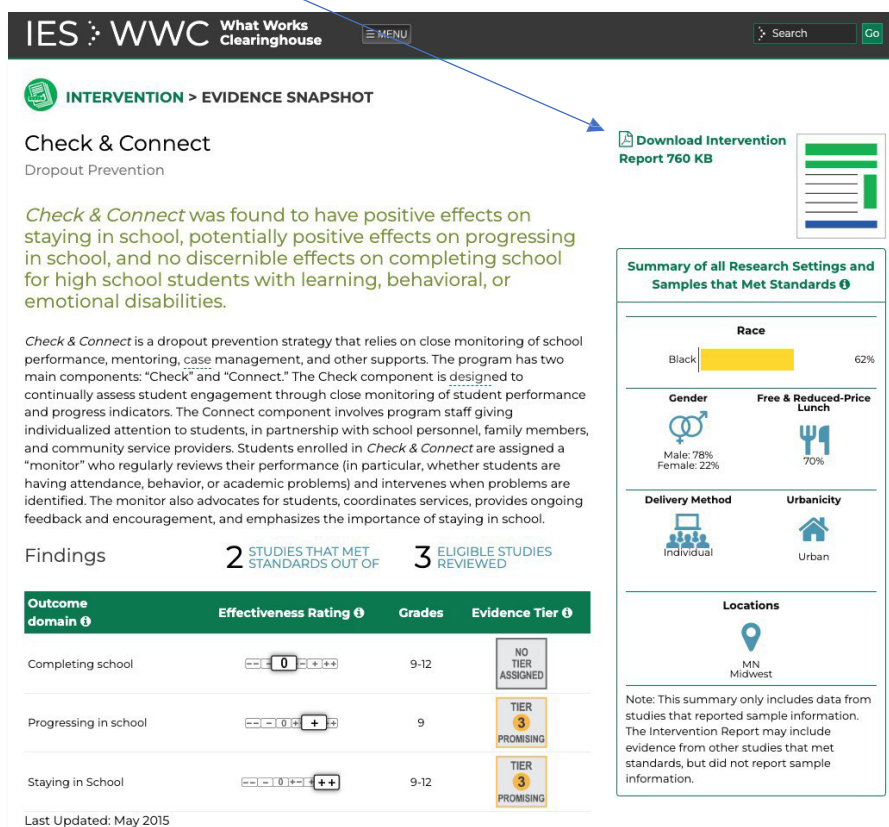 IES WWC What Works
Clearinghouse
☰ MENU
Search
Go
INTERVENTION > EVIDENCE SNAPSHOT
Check & Connect
Dropout Prevention
Download Intervention
Report 760 KB
Check & Connect was found to have positive effects on
staying in school, potentially positive effects on progressing
in school, and no discernible effects on completing school
for high school students with learning, behavioral, or
emotional disabilities.
Check & Connect is a dropout prevention strategy that relies on close monitoring of school
performance, mentoring, case management, and other supports. The program has two
main components: “Check” and “Connect.” The Check component is designed to
continually assess student engagement through close monitoring of student performance
and progress indicators. The Connect component involves program staff giving
individualized attention to students, in partnership with school personnel, family members,
and community service providers. Students enrolled in Check & Connect are assigned a
“monitor” who regularly reviews their performance (in particular, whether students are
having attendance, behavior, or academic problems) and intervenes when problems are
identified. The monitor also advocates for students, coordinates services, provides ongoing
feedback and encouragement, and emphasizes the importance of staying in school.
Findings
2 STUDIES THAT MET
STANDARDS OUT OF
3 ELIGIBLE STUDIES
REVIEWED
Outcome
domain
Effectiveness Rating
Grades
Evidence Tier
Completing school
-- - 0 - + ++
9-12
NO
TIER
ASSIGNED
Progressing in school
-- - 0 + + ++
9
TIER
3
PROMISING
Staying in School
-- - 0 +- + ++
9-12
TIER
3
PROMISING
Last Updated: May 2015
Summary of all Research Settings and
Samples that Met Standards
Race
Black 62%
Gender
Male: 78%
Female: 22%
Free & Reduced-Price
Lunch
70%
Delivery Method
Individual
Urbanicity
Urban
Locations
MN
Midwest
Note: This summary only includes data from
studies that reported sample information.
The Intervention Report may include
evidence from other studies that met
standards, but did not report sample
information.